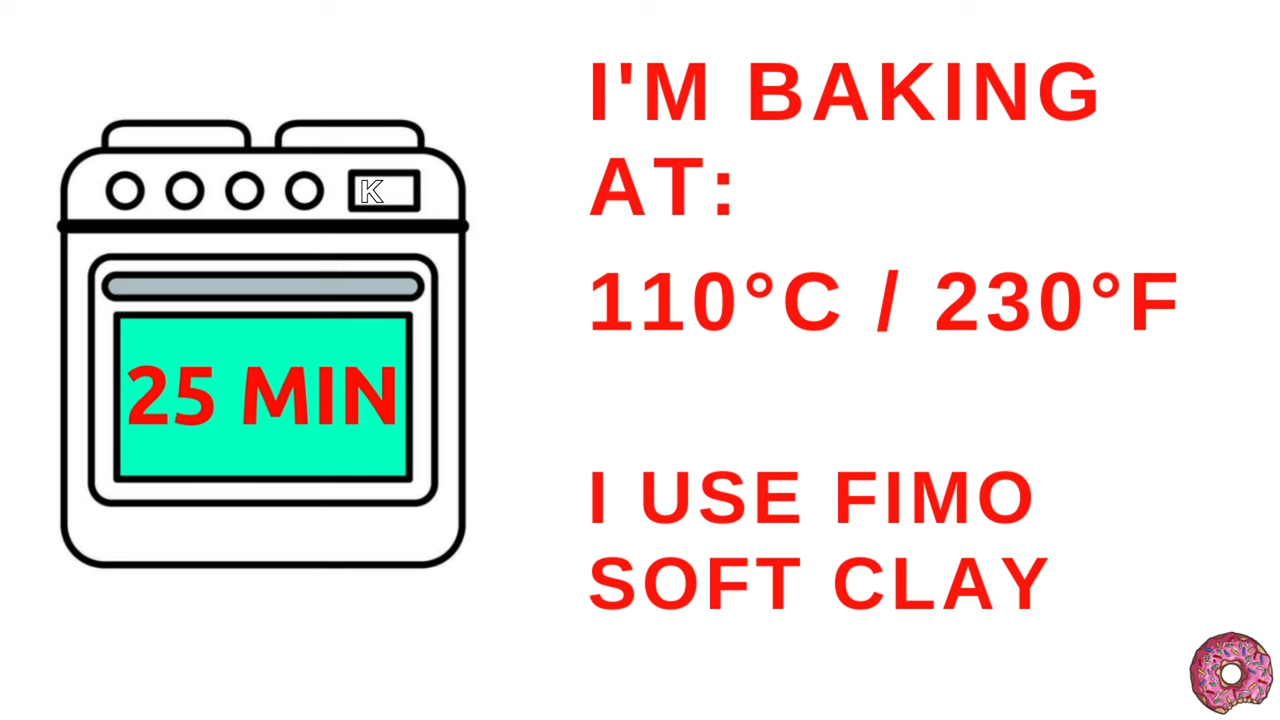 I'M BAKING
AT:
110°C / 230°F
K
25 MIN
I USE FIMO
SOFT CLAY